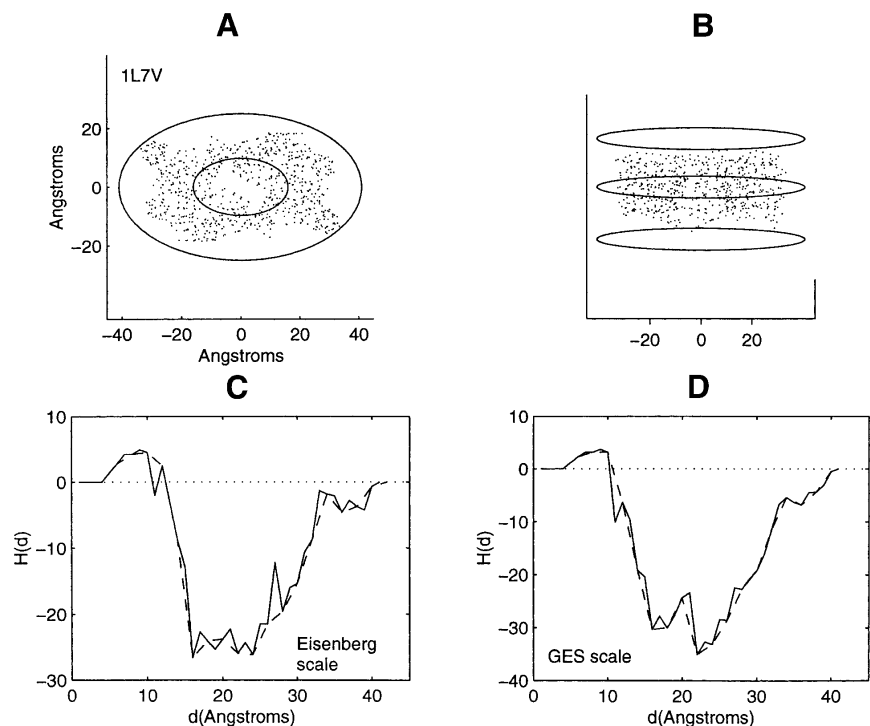 A
B
1L7V
20
0
−20
Angstroms
−40 −20 0 20 40
Angstroms
−20 0 20
C
D
10
0
−10
−20
−30
H(d)
Eisenberg
scale
0 10 20 30 40
d(Angstroms)
10
0
−10
−20
−30
−40
H(d)
GES scale
0 10 20 30 40
d(Angstroms)